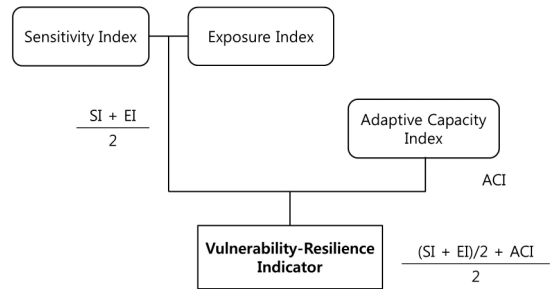 Sensitivity Index
Exposure Index
SI + EI
2
Adaptive Capacity
Index
ACI
Vulnerability-Resilience
Indicator
(SI + EI)/2 + ACI
2